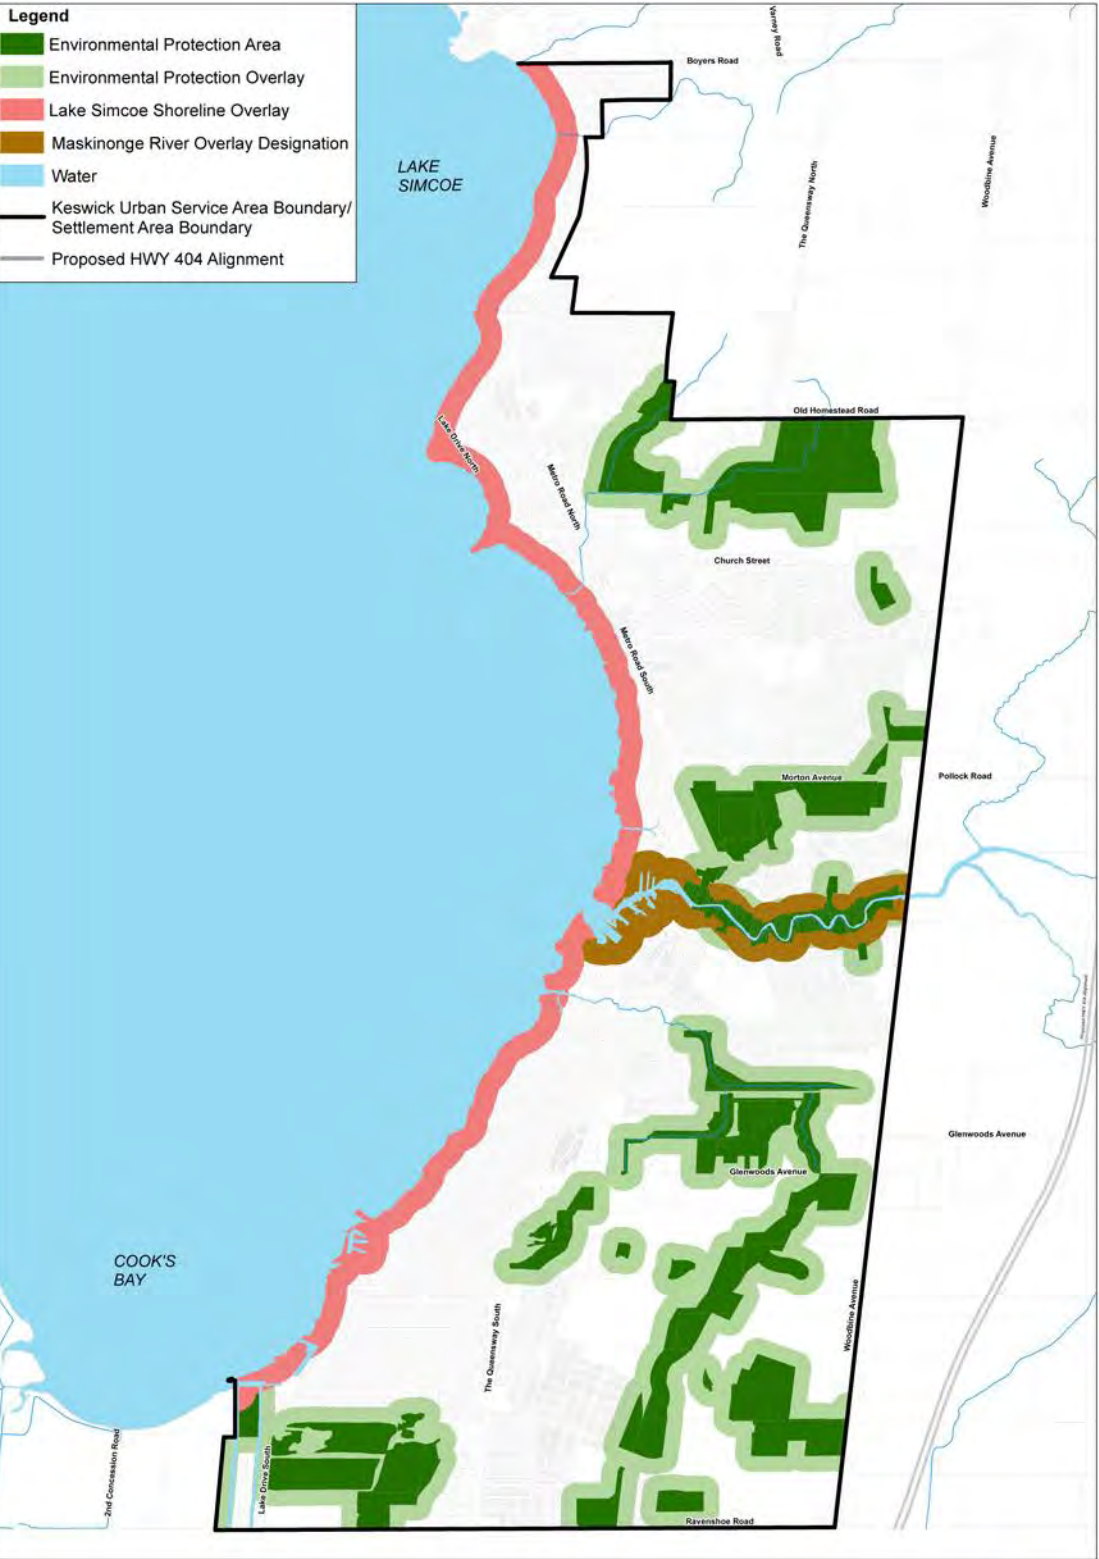 Legend
Environmental Protection Area
Environmental Protection Overlay
Lake Simcoe Shoreline Overlay
Maskinonge River Overlay Designation
Water
Keswick Urban Service Area Boundary/
Settlement Area Boundary
Proposed HWY 404 Alignment
Varney Road
Boyers Road
LAKE
SIMCOE
The Queensway North
Woodbine Avenue
Old Homestead Road
Lake Drive North
Metro Road North
Church Street
Metro Road South
Morton Avenue
Pollock Road
Glenwoods Avenue
Glenwoods Avenue
COOK'S
BAY
The Queensway South
Woodbine Avenue
2nd Concession Road
Lake Drive South
Ravenshoe Road